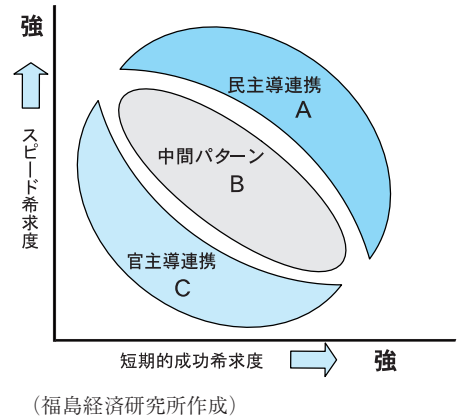 強
民主導連携
A
中間パターン
B
スピード希求度
官主導連携
C
短期的成功希求度
強
（福島経済研究所作成）